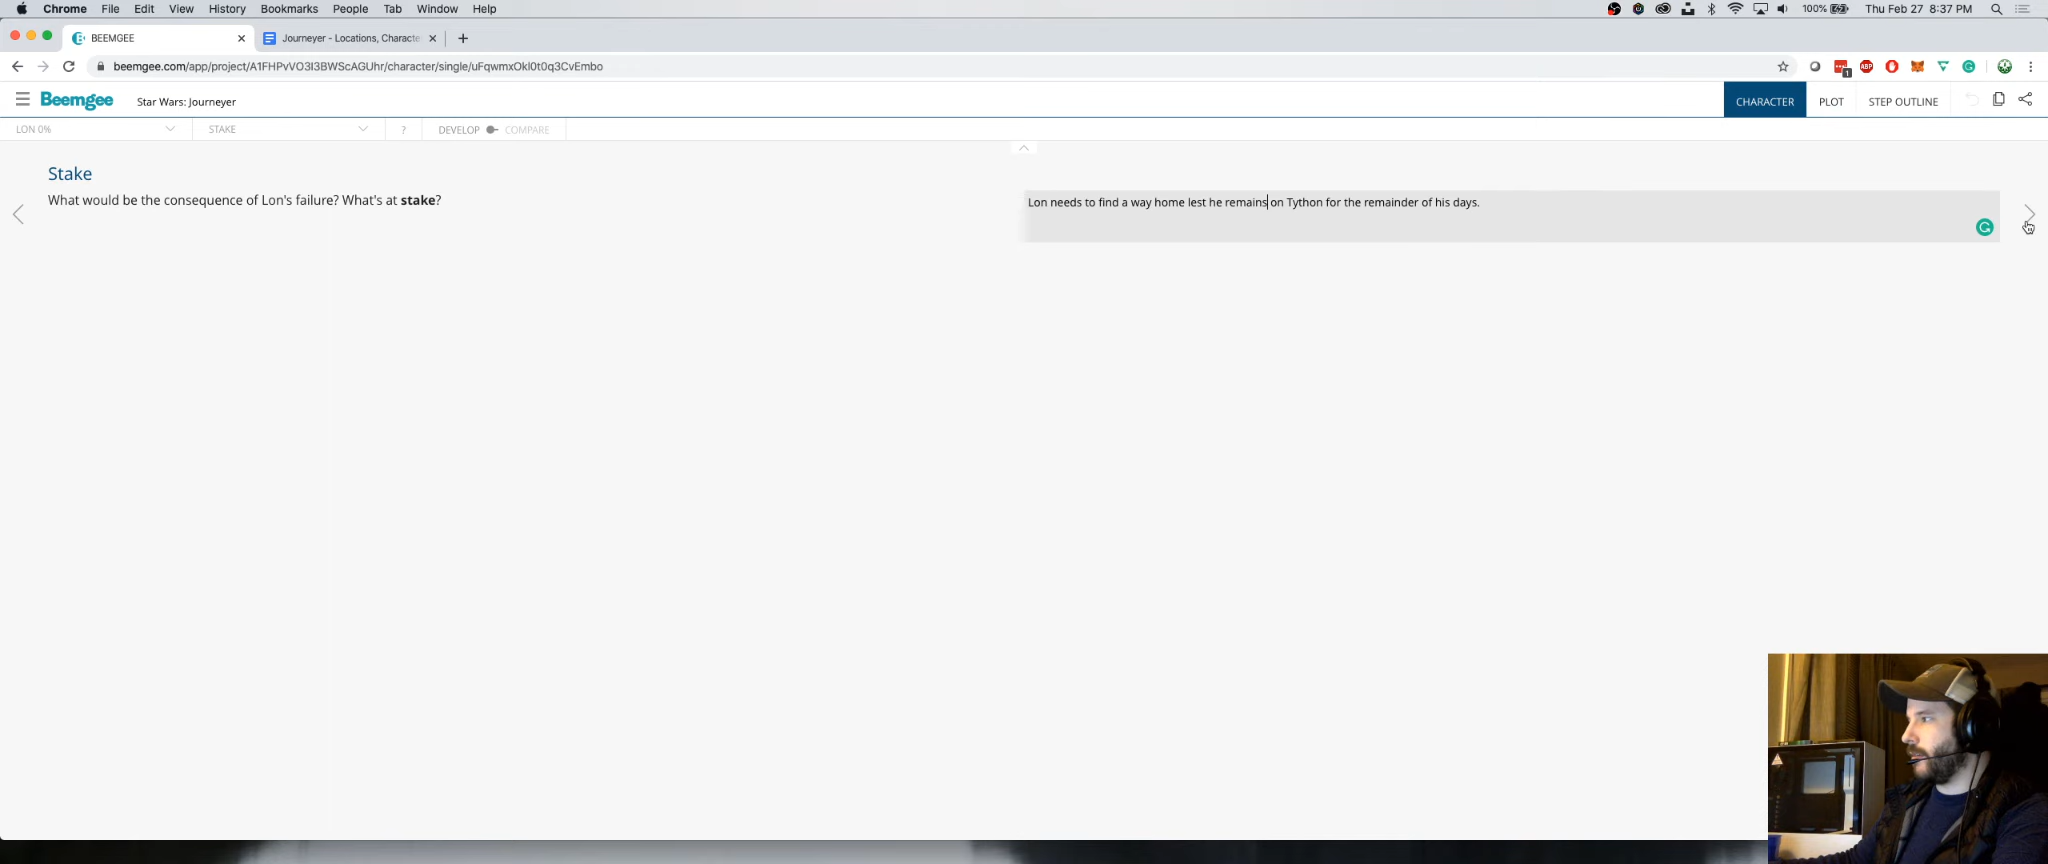 Chrome File Edit View History Bookmarks People Tab Window Help 100% Thu Feb 27 8:37 PM
BEEMGEE Journeyer - Locations, Characte
beemgee.com/app/project/A1FHPvVO3I3BWScAGUhr/character/single/uFqwmxOkl0t0q3CvEmbo ABP 1
Beemgee Star Wars: Journeyer CHARACTER PLOT STEP OUTLINE
LON 0% STAKE ? DEVELOP COMPARE
Stake
What would be the consequence of Lon's failure? What's at stake?
Lon needs to find a way home lest he remains on Tython for the remainder of his days.